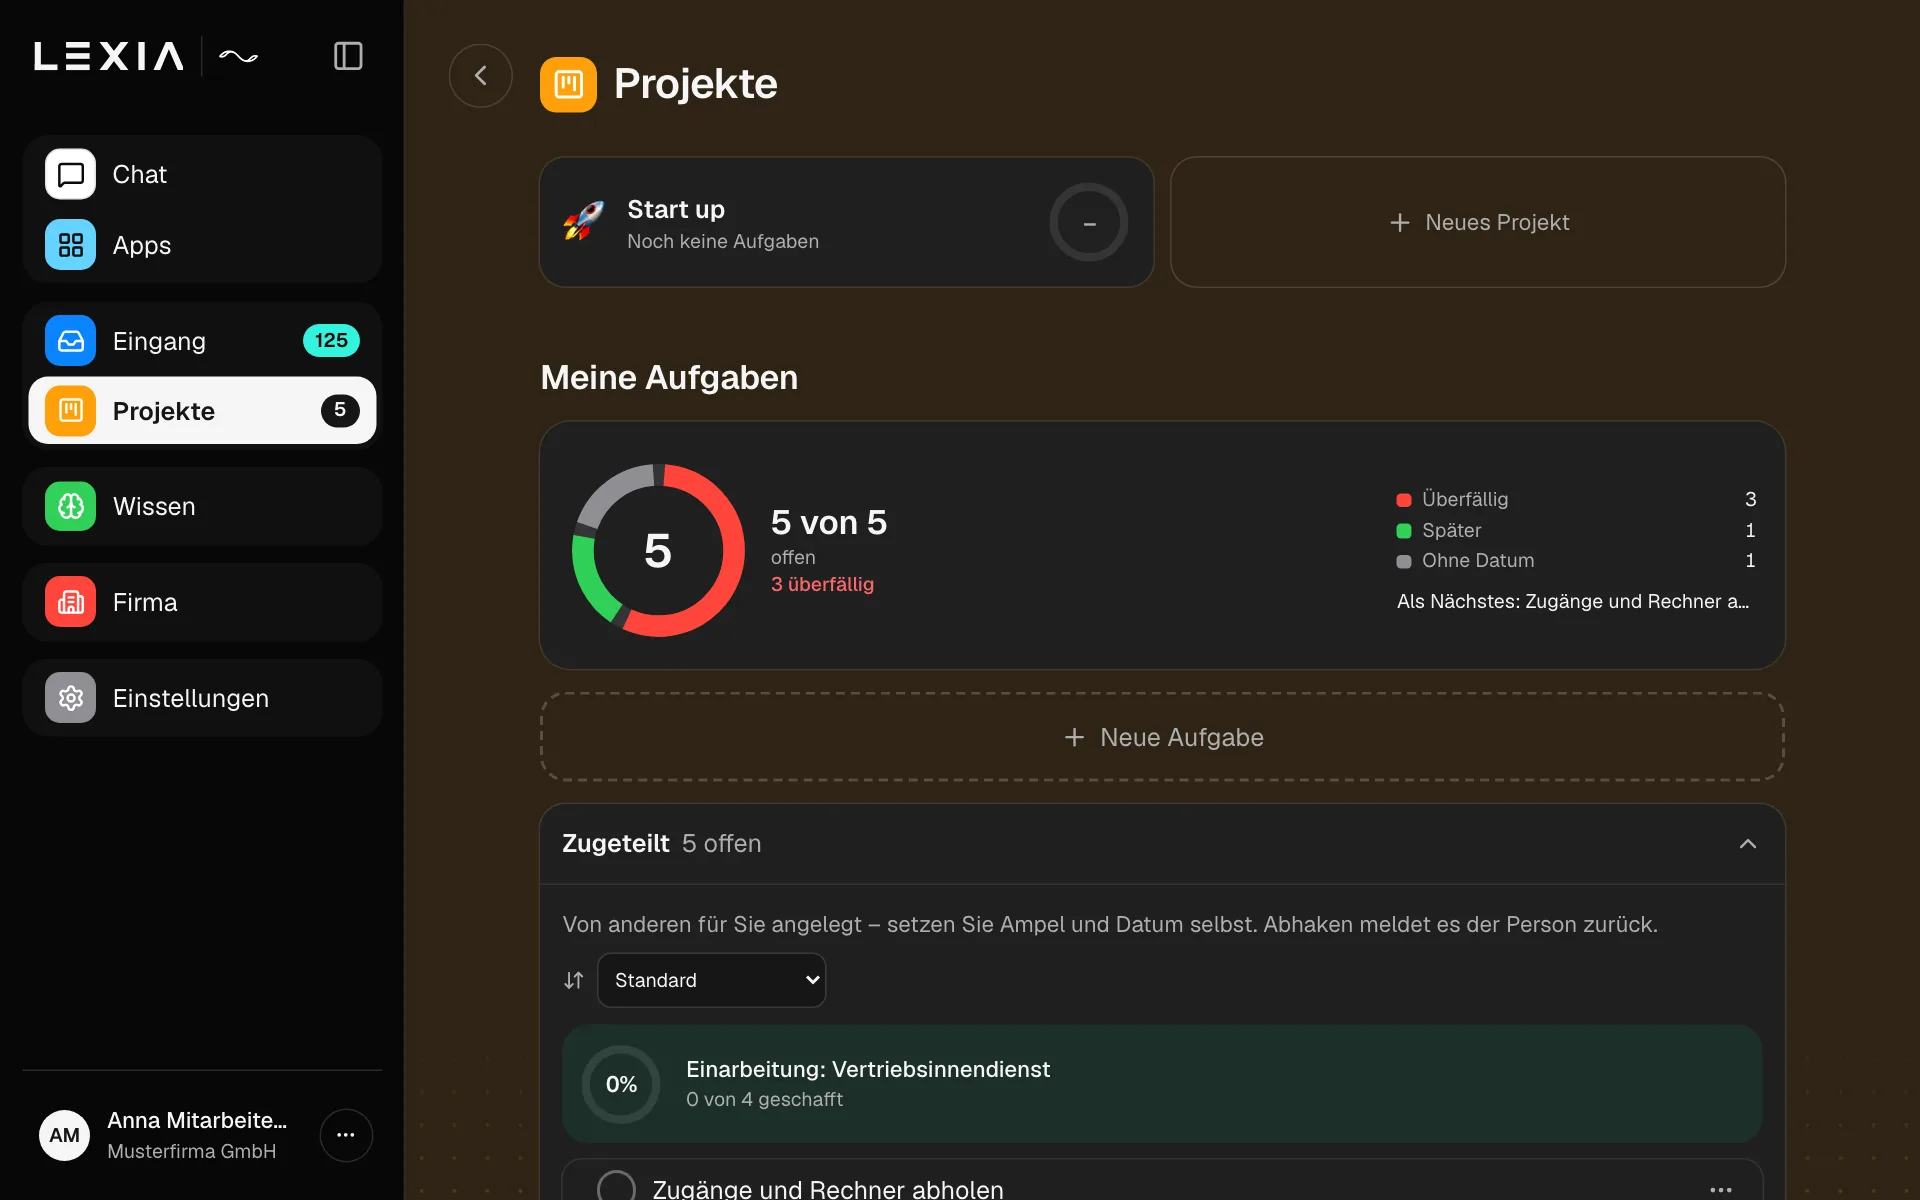 LEXIA
Chat
Apps
Eingang 125
Projekte 5
Wissen
Firma
Einstellungen
AM
Anna Mitarbeite...
Musterfirma GmbH
Projekte
Start up
Noch keine Aufgaben
–
+ Neues Projekt
Meine Aufgaben
5
5 von 5
offen
3 überfällig
Überfällig 3
Später 1
Ohne Datum 1
Als Nächstes: Zugänge und Rechner a...
+ Neue Aufgabe
Zugeteilt 5 offen
Von anderen für Sie angelegt – setzen Sie Ampel und Datum selbst. Abhaken meldet es der Person zurück.
Standard
0%
Einarbeitung: Vertriebsinnendienst
0 von 4 geschafft
Zugänge und Rechner abholen